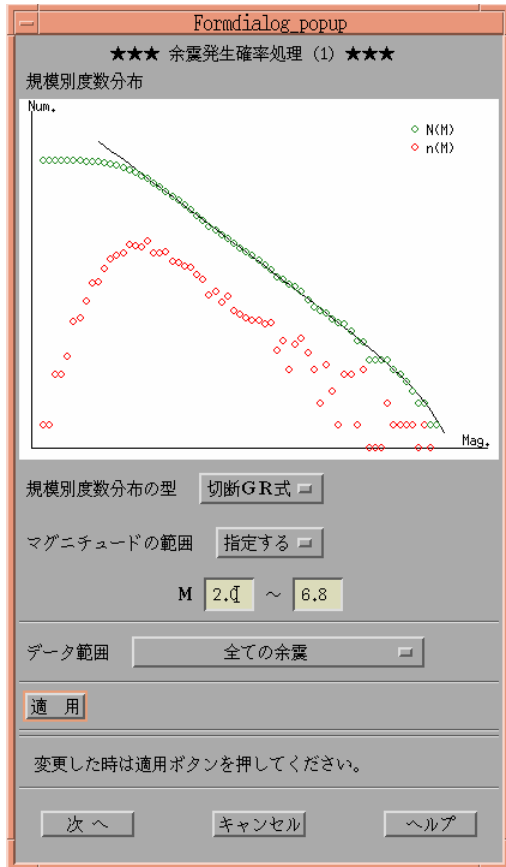 Formdialog_popup
★★★ 余震発生確率処理 (1) ★★★
規模別度数分布
Num.
N(M)
n(M)
Mag.
規模別度数分布の型 切断GR式
マグニチュードの範囲 指定する
M 2.0 ～ 6.8
データ範囲 全ての余震
適 用
変更した時は適用ボタンを押してください。
次 へ キャンセル ヘルプ